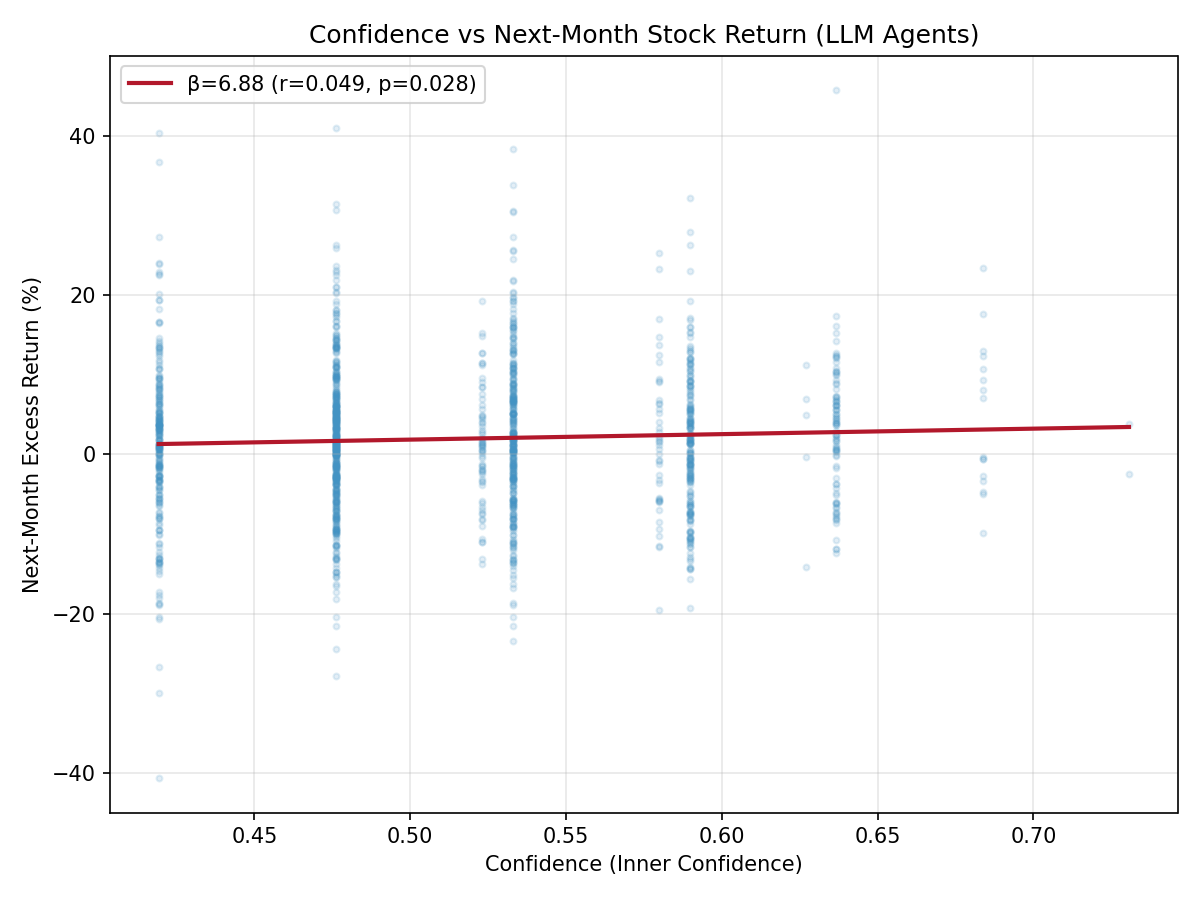 Confidence vs Next-Month Stock Return (LLM Agents)
β=6.88 (r=0.049, p=0.028)
Next-Month Excess Return (%)
40
20
0
−20
−40
0.45 0.50 0.55 0.60 0.65 0.70
Confidence (Inner Confidence)